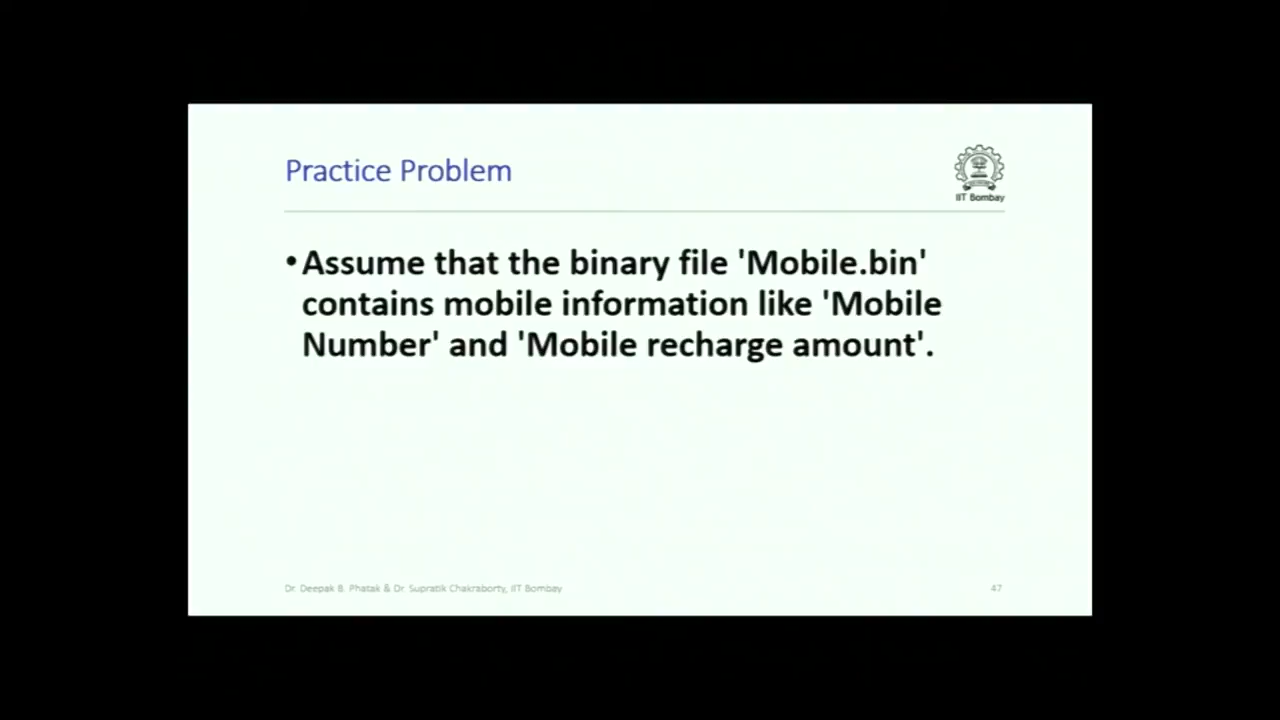 Practice Problem
IIT Bombay
•Assume that the binary file 'Mobile.bin'
contains mobile information like 'Mobile
Number' and 'Mobile recharge amount'.
Dr. Deepak B. Phatak & Dr. Supratik Chakraborty, IIT Bombay
47